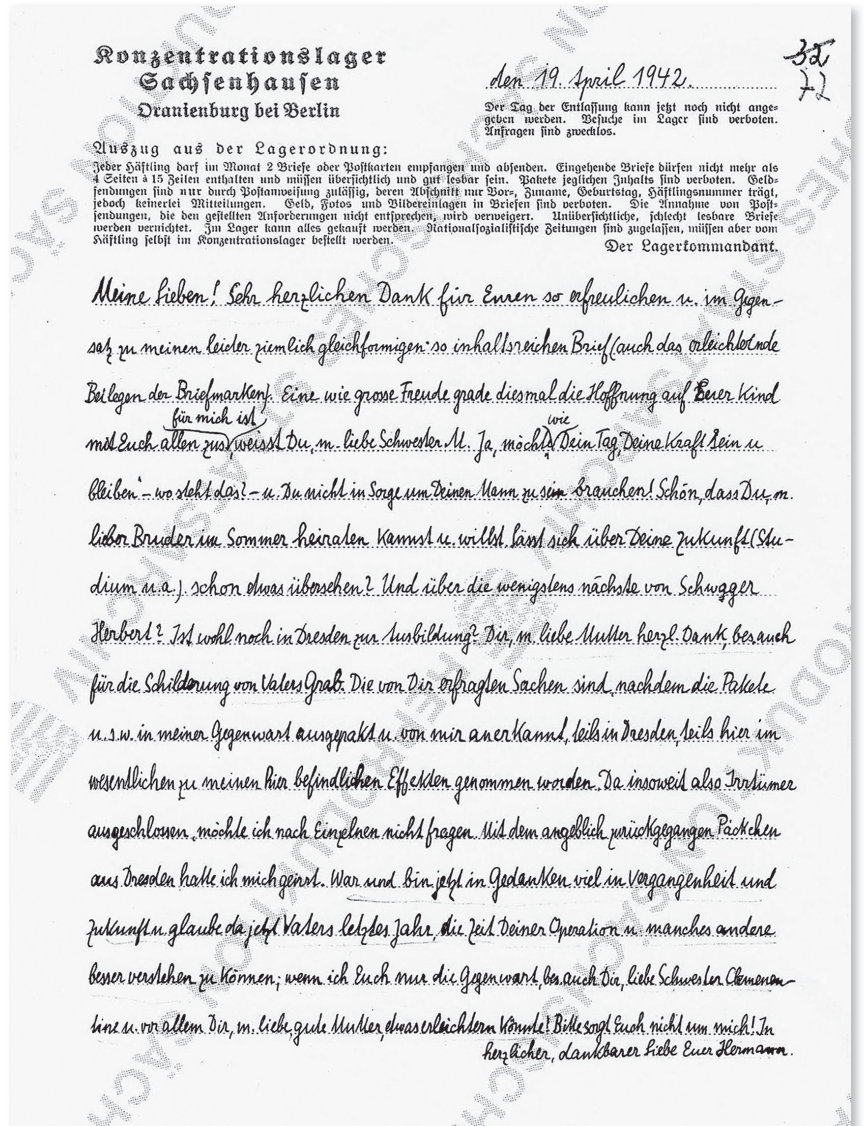 Konzentrationslager
Sachsenhausen
Oranienburg bei Berlin
den 19. April 1942.
32
72
Der Tag der Entlassung kann jetzt noch nicht ange-
geben werden. Besuche im Lager sind verboten.
Anfragen sind zwecklos.
Auszug aus der Lagerordnung:
Jeder Häftling darf im Monat 2 Briefe oder Postkarten empfangen und absenden. Eingehende Briefe dürfen nicht mehr als
4 Seiten à 15 Zeilen enthalten und müssen übersichtlich und gut lesbar sein. Pakete jeglichen Inhalts sind verboten. Geld-
sendungen sind nur durch Postanweisung zulässig, deren Abschnitt nur Vor-, Zuname, Geburtstag, Häftlingsnummer trägt,
jedoch keinerlei Mitteilungen. Geld, Fotos und Bildereinlagen in Briefen sind verboten. Die Annahme von Post-
sendungen, die den gestellten Anforderungen nicht entsprechen, wird verweigert. Unübersichtliche, schlecht lesbare Briefe
werden vernichtet. Im Lager kann alles gekauft werden. Nationalsozialistische Zeitungen sind zugelassen, müssen aber vom
Häftling selbst im Konzentrationslager bestellt werden.
Der Lagerkommandant.
Meine Lieben! Sehr herzlichen Dank für Euren so erfreulichen u. im Gegen-
satz zu meinen leider ziemlich gleichförmigen so inhaltsreichen Brief (auch das erleichternde
Beilegen der Briefmarken). Eine wie grosse Freude grade diesmal die Hoffnung auf Euer Kind
für mich ist wie
mit Euch allen zus. weisst Du, m. liebe Schwester M. Ja, möchte Dein Tag, Deine Kraft sein u
bleiben" - wo steht das? - u. Du nicht in Sorge um Deinen Mann zu sein brauchen! Schön, dass Du, m.
lieber Bruder im Sommer heiraten kannst u. willst. Lässt sich über Deine Zukunft (Stu-
dium u.a.) schon etwas übersehen? Und über die wenigstens nächste von Schwager
Herbert? Ist wohl noch in Dresden zur Ausbildung? Dir, m. liebe Mutter herzl. Dank, bes. auch
für die Schilderung von Vaters Grab. Die von Dir erfragten Sachen sind, nachdem die Pakete
u.s.w. in meiner Gegenwart ausgepakt u. von mir anerkannt, teils in Dresden, teils hier im
wesentlichen zu meinen hier befindlichen Effekten genommen worden. Da insoweit also Irrtümer
ausgeschlossen, möchte ich nach Einzelnen nicht fragen. Mit dem angeblich zurückgegangen Päckchen
aus Dresden hatte ich mich geirrt. War und bin jetzt in Gedanken viel in Vergangenheit und
Zukunft u. glaube da jetzt Vaters letztes Jahr, die Zeit Deiner Operation u. manches andere
besser verstehen zu können; wenn ich Euch nur die Gegenwart, bes. auch Dir, liebe Schwester Clemenen-
tine u. vor allem Dir, m. liebe, gute Mutter, etwas erleichtern könnte! Bitte sorgt Euch nicht um mich! In
herzlicher, dankbarer Liebe Euer Hermann.